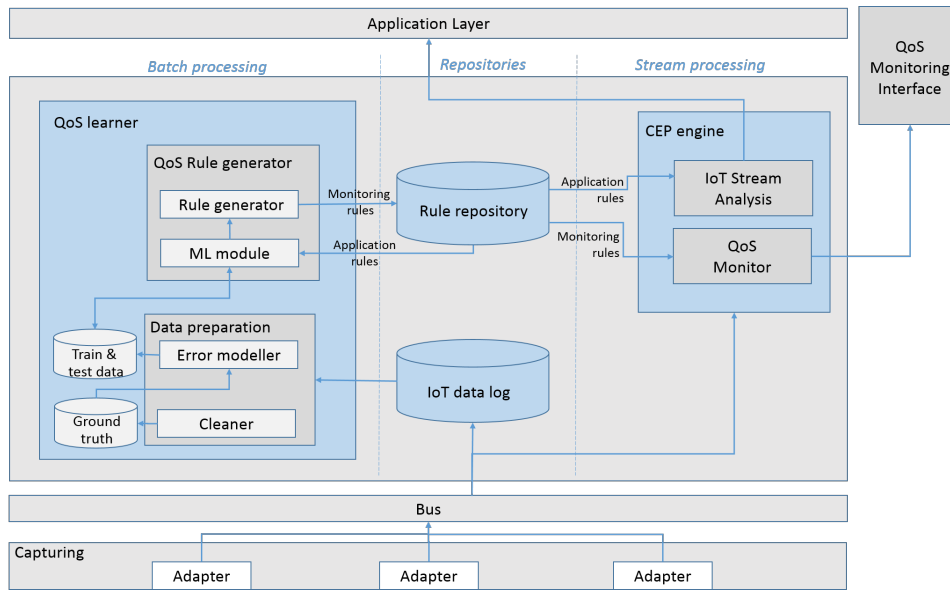 Application Layer
QoS
Monitoring
Interface
Batch processing
Repositories
Stream processing
QoS learner
CEP engine
QoS Rule generator
Rule generator
ML module
Monitoring
rules
Application
rules
Rule repository
Application
rules
Monitoring
rules
IoT Stream
Analysis
QoS
Monitor
Data preparation
Error modeller
Train &
test data
Ground
truth
Cleaner
IoT data log
Bus
Capturing
Adapter
Adapter
Adapter